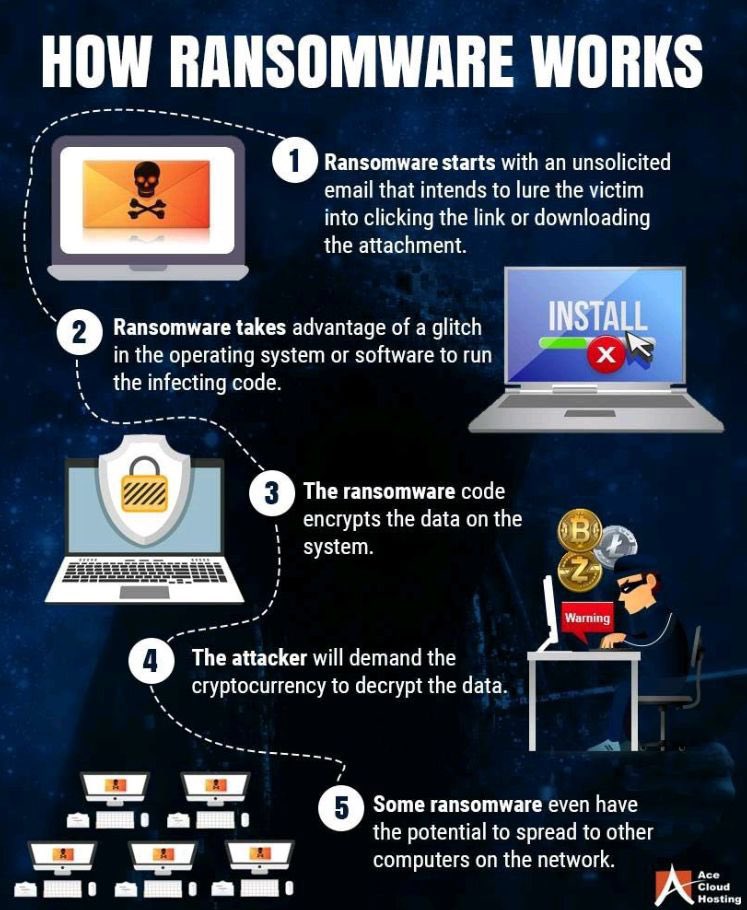 HOW RANSOMWARE WORKS
1
Ransomware starts with an unsolicited
email that intends to lure the victim
into clicking the link or downloading
the attachment.
INSTALL
X
2
Ransomware takes advantage of a glitch
in the operating system or software to run
the infecting code.
3
The ransomware code
encrypts the data on the
system.
B
Ł
Z
Warning
4
The attacker will demand the
cryptocurrency to decrypt the data.
5
Some ransomware even have
the potential to spread to other
computers on the network.
Ace
Cloud
Hosting